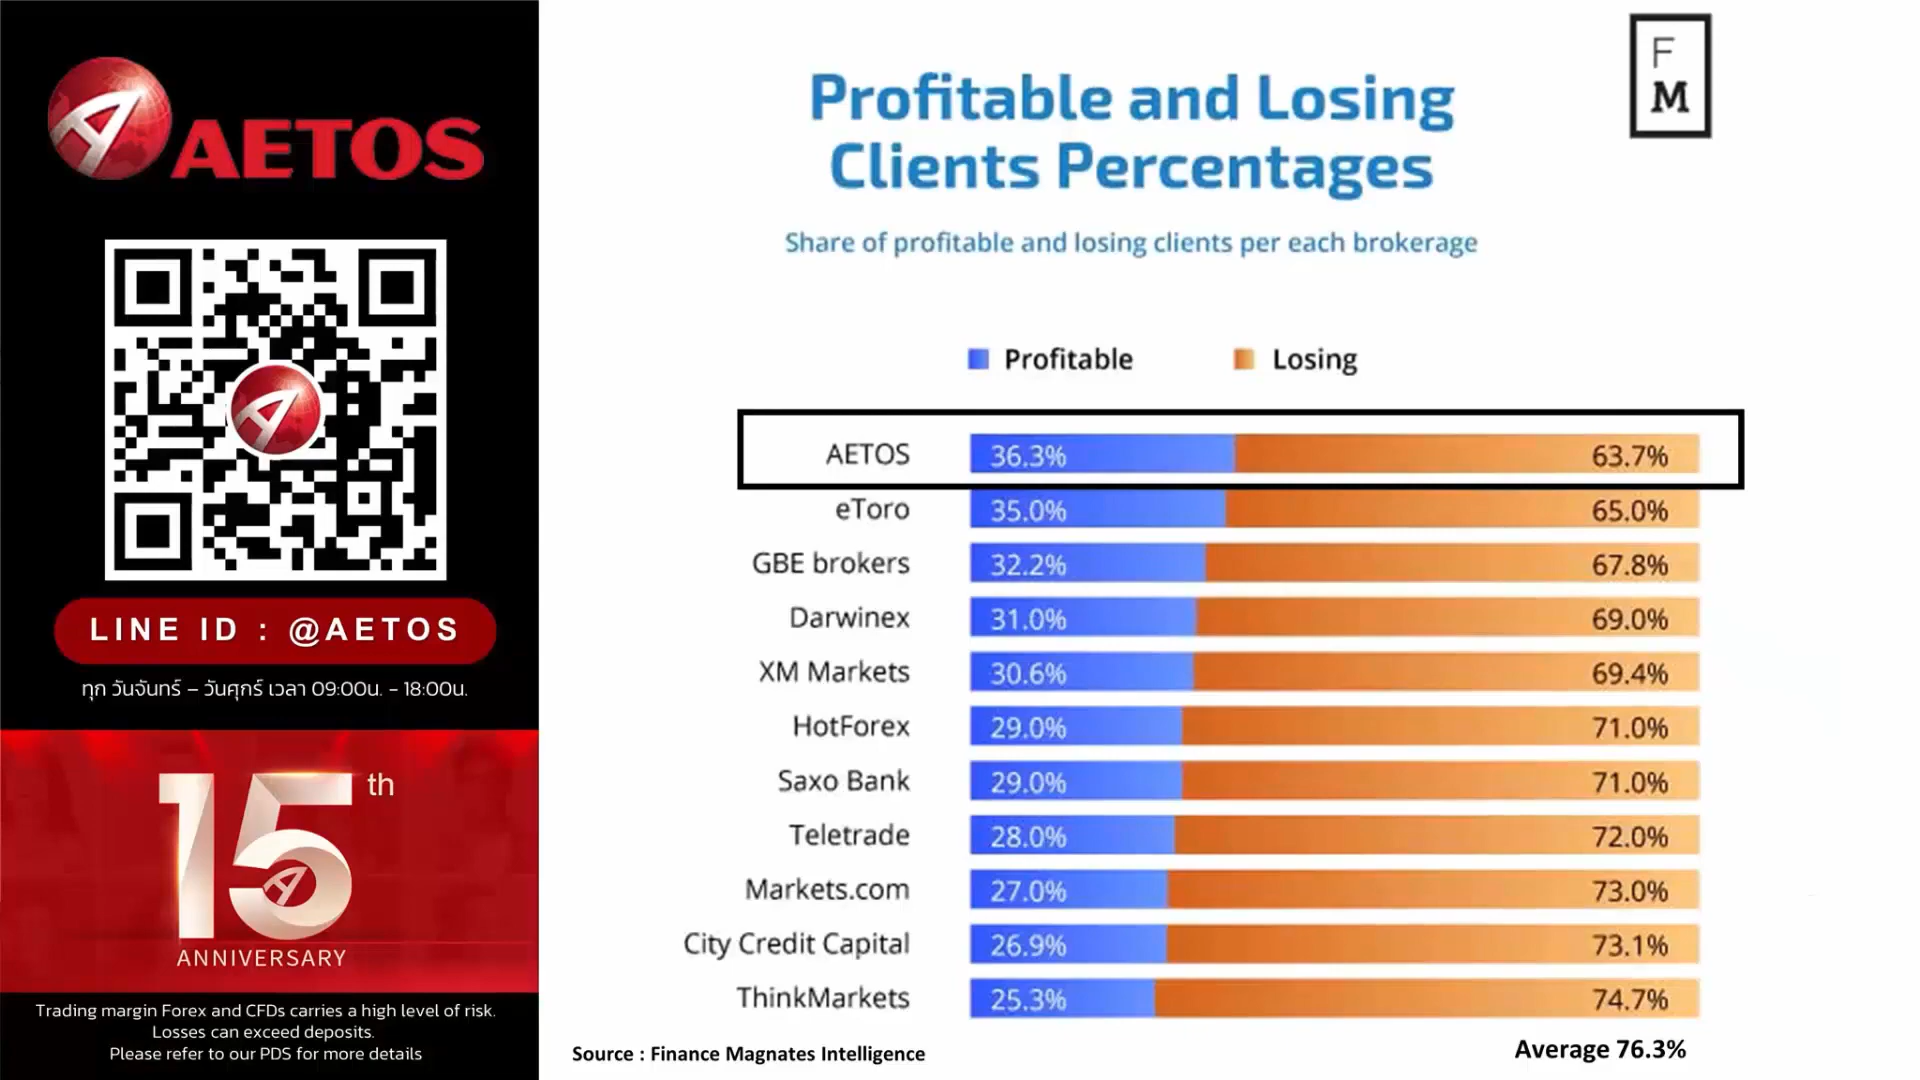 AETOS
LINE ID : @AETOS
ทุก วันจันทร์ – วันศุกร์ เวลา 09:00น. - 18:00น.
15th
ANNIVERSARY
Trading margin Forex and CFDs carries a high level of risk.
Losses can exceed deposits.
Please refer to our PDS for more details
FM
Profitable and Losing
Clients Percentages
Share of profitable and losing clients per each brokerage
Profitable Losing
AETOS 36.3% 63.7%
eToro 35.0% 65.0%
GBE brokers 32.2% 67.8%
Darwinex 31.0% 69.0%
XM Markets 30.6% 69.4%
HotForex 29.0% 71.0%
Saxo Bank 29.0% 71.0%
Teletrade 28.0% 72.0%
Markets.com 27.0% 73.0%
City Credit Capital 26.9% 73.1%
ThinkMarkets 25.3% 74.7%
Source : Finance Magnates Intelligence
Average 76.3%